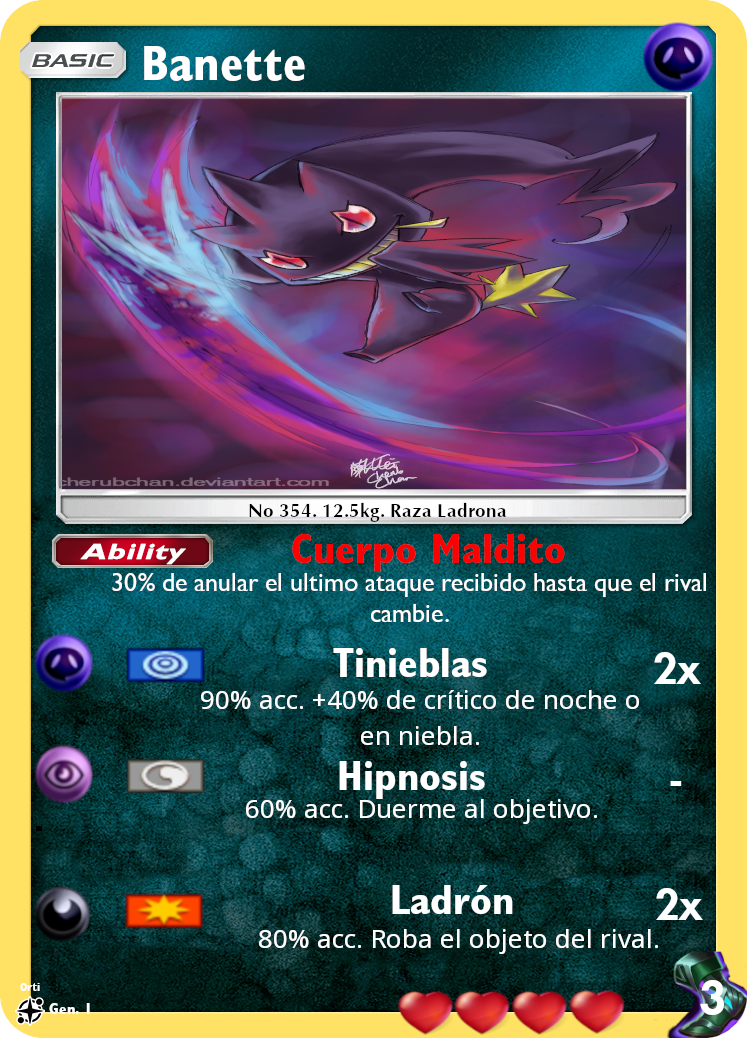 BASIC Banette
cherubchan.deviantart.com
No 354. 12.5kg. Raza Ladrona
Ability Cuerpo Maldito
30% de anular el ultimo ataque recibido hasta que el rival
cambie.
Tinieblas 2x
90% acc. +40% de crítico de noche o
en niebla.
Hipnosis -
60% acc. Duerme al objetivo.
Ladrón 2x
80% acc. Roba el objeto del rival.
3
Orti
Gen. I